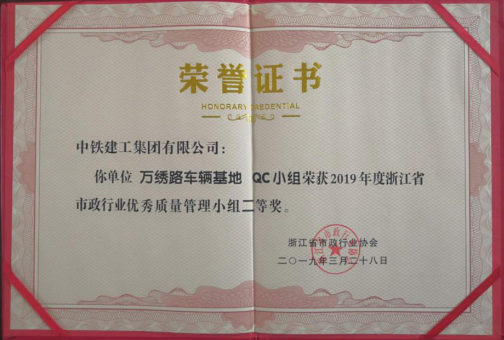 荣誉证书
HONORARY CREDENTIAL
中铁建工集团有限公司：
你单位 万绣路车辆基地 QC小组荣获2019年度浙江省
市政行业优秀质量管理小组二等奖。
浙江省市政行业协会
二〇一九年三月二十八日